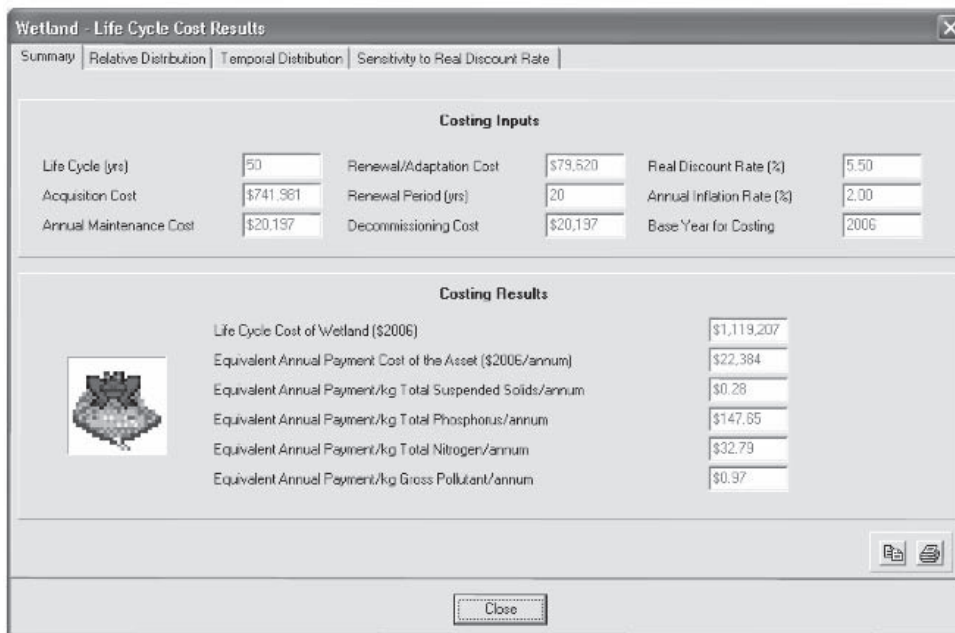 Wetland - Life Cycle Cost Results
Summary Relative Distribution Temporal Distribution Sensitivity to Real Discount Rate
Costing Inputs
Life Cycle (yrs) 50 Renewal/Adaptation Cost $79,620 Real Discount Rate (%) 5.50
Acquisition Cost $741,981 Renewal Period (yrs) 20 Annual Inflation Rate (%) 2.00
Annual Maintenance Cost $20,197 Decommissioning Cost $20,197 Base Year for Costing 2006
Costing Results
Life Cycle Cost of Wetland ($2006) $1,119,207
Equivalent Annual Payment Cost of the Asset ($2006/annum) $22,384
Equivalent Annual Payment/kg Total Suspended Solids/annum $0.28
Equivalent Annual Payment/kg Total Phosphorus/annum $147.65
Equivalent Annual Payment/kg Total Nitrogen/annum $32.79
Equivalent Annual Payment/kg Gross Pollutant/annum $0.97
Close